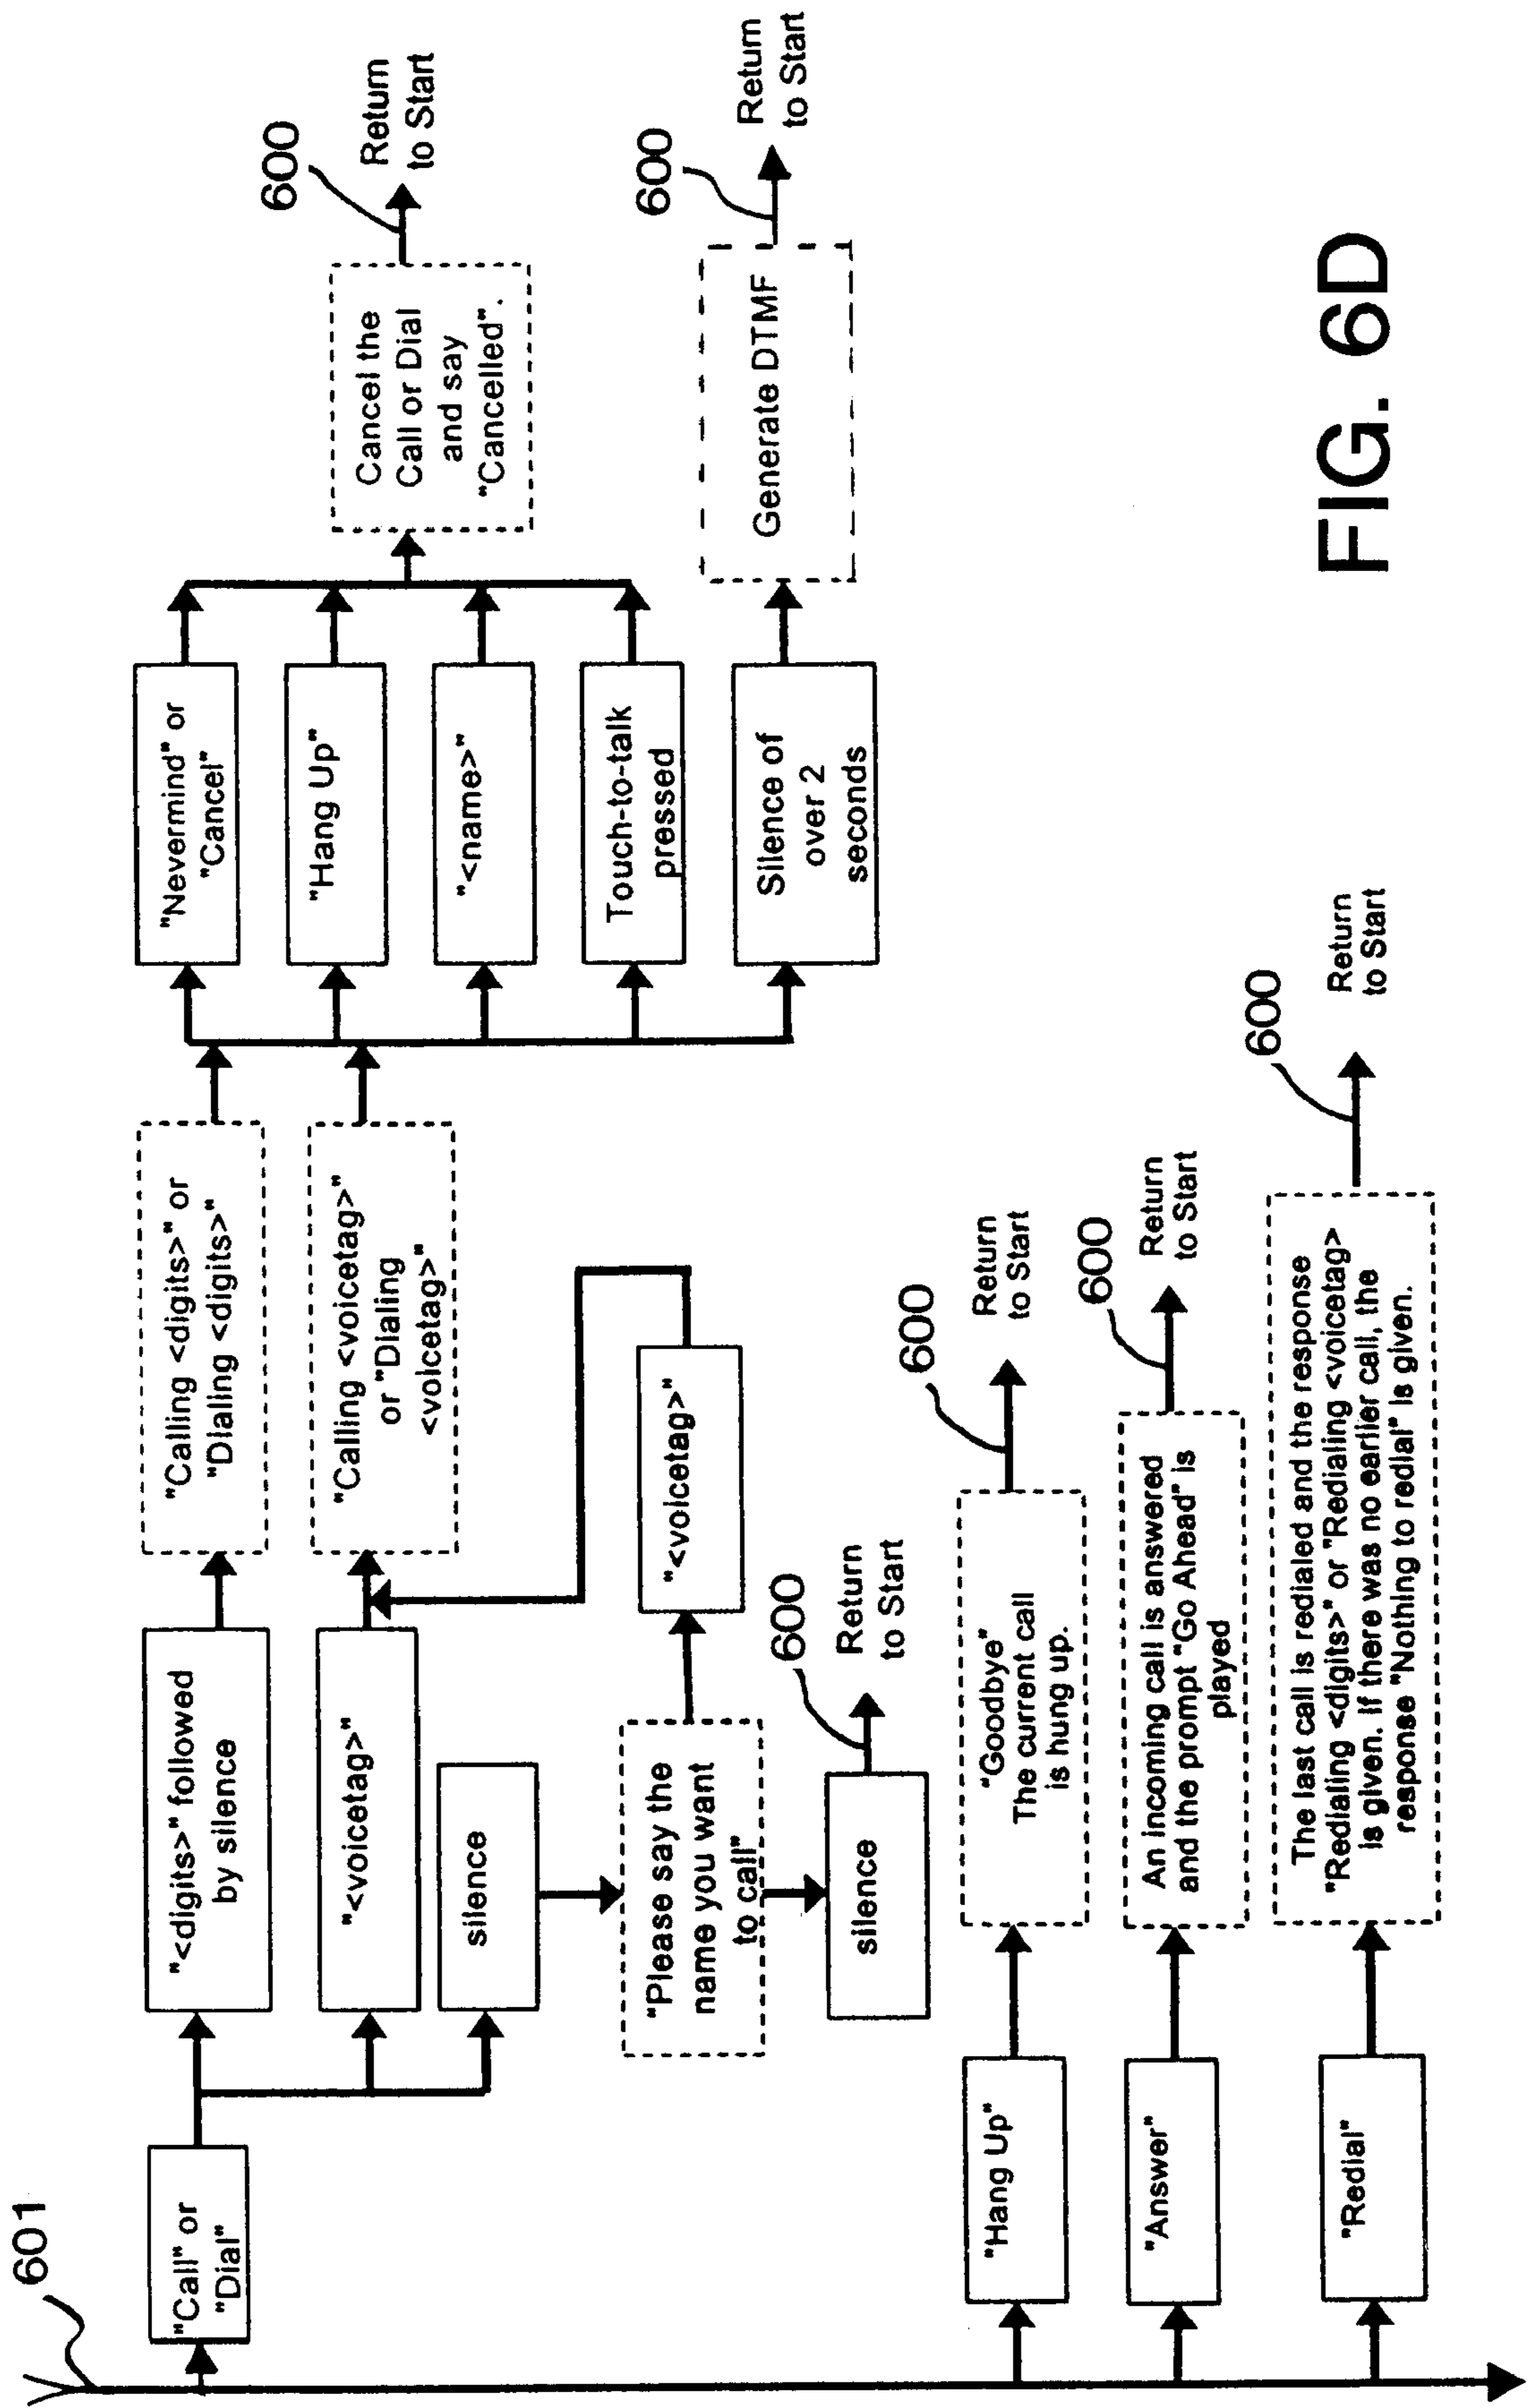 601
"Call" or
"Dial"
"<digits>" followed
by silence
"<voicetag>"
silence
"Calling <digits>" or
"Dialing <digits>"
"Calling <voicetag>"
or "Dialing
<voicetag>"
"Please say the
name you want
to call"
"<voicetag>"
silence
600
Return
to Start
"Nevermind" or
"Cancel"
"Hang Up"
"<name>"
Touch-to-talk
pressed
Silence of
over 2
seconds
Cancel the
Call or Dial
and say
"Cancelled".
600
Return
to Start
Generate DTMF
600
Return
to Start
"Hang Up"
"Goodbye"
The current call
is hung up.
600
Return
to Start
"Answer"
An incoming call is answered
and the prompt "Go Ahead" is
played
600
Return
to Start
"Redial"
The last call is redialed and the response
"Redialing <digits>" or "Redialing <voicetag>
is given. If there was no earlier call, the
response "Nothing to redial" is given.
600
Return
to Start
FIG. 6D